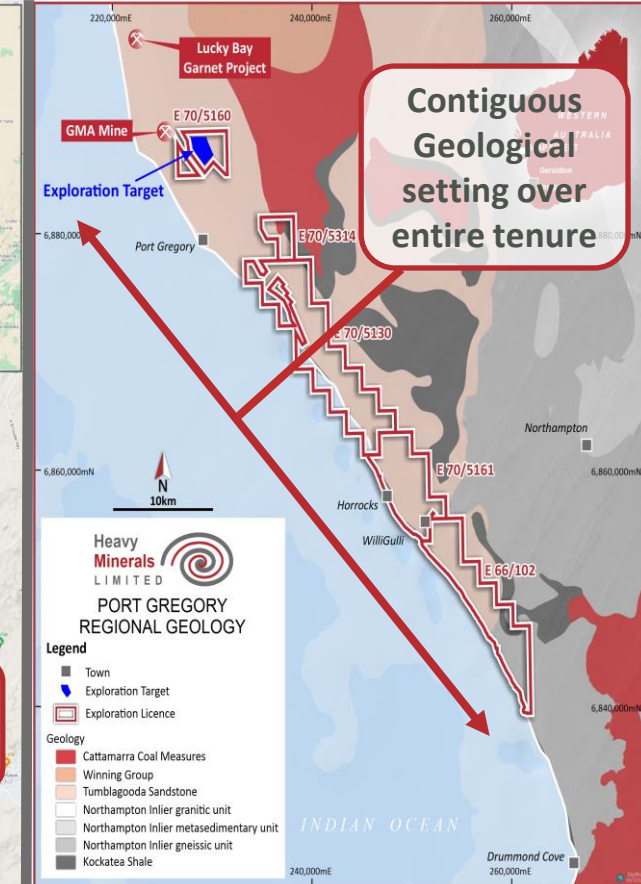 220,000mE
240,000mE
260,000mE
Lucky Bay
Garnet Project
E 70/5160
GMA Mine
Exploration Target
Contiguous
Geological
setting over
entire tenure
WESTERN
AUSTRALIA
Geraldton
6,880,000mN
Port Gregory
E 70/5314
E 70/5130
Northampton
6,860,000mN
6,860,000mN
E 70/5161
N
10km
Horrocks
WilliGulli
E 66/102
Heavy
Minerals
LIMITED
PORT GREGORY
REGIONAL GEOLOGY
Legend
Town
Exploration Target
Exploration Licence
Geology
Cattamarra Coal Measures
Winning Group
Tumblagooda Sandstone
Northampton Inlier granitic unit
Northampton Inlier metasedimentary unit
Northampton Inlier gneissic unit
Kockatea Shale
6,840,000mN
INDIAN OCEAN
Drummond Cove
240,000mE
260,000mE